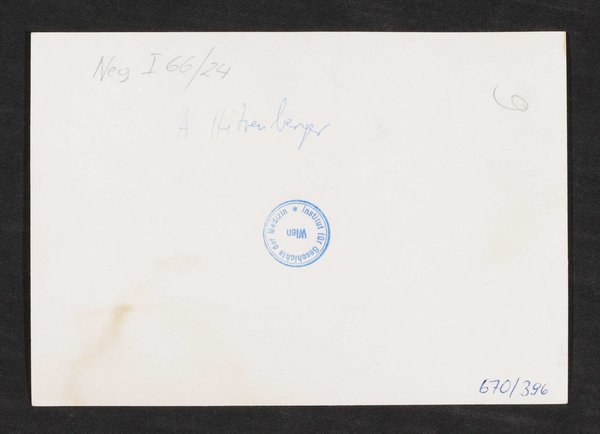 Neg I 66/24
6
A Hitzenberger
Institut für Geschichte der Medizin *
Wien
670/396